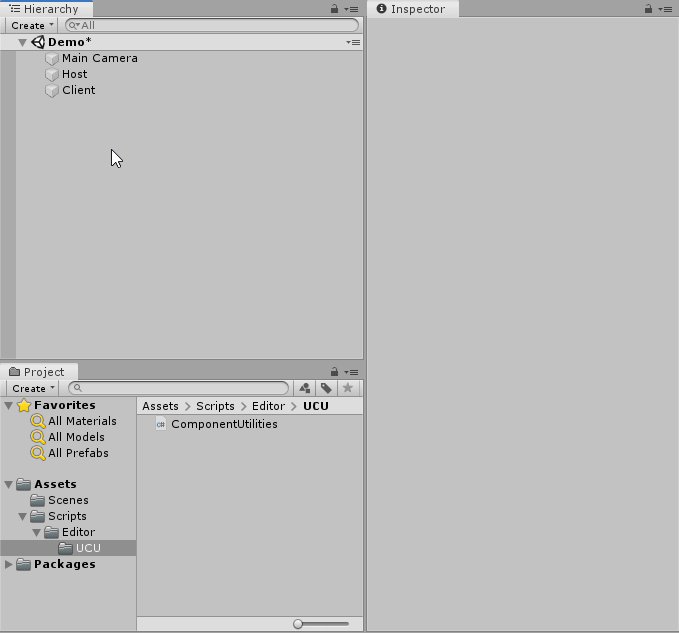 Hierarchy
Create All
Demo*
Main Camera
Host
Client
Inspector
Project
Create
Favorites
All Materials
All Models
All Prefabs
Assets
Scenes
Scripts
Editor
UCU
Packages
Assets > Scripts > Editor > UCU
C# ComponentUtilities